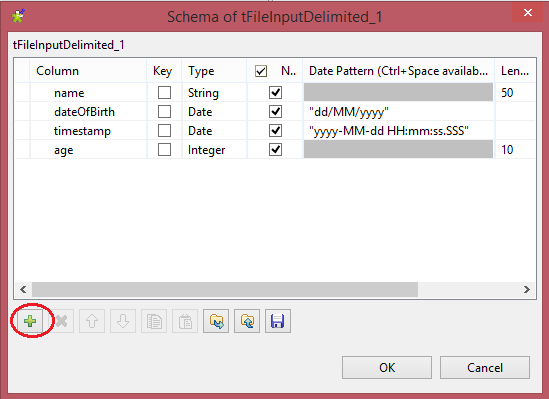 Schema of tFileInputDelimited_1
tFileInputDelimited_1
Column Key Type N.. Date Pattern (Ctrl+Space availab... Len...
name String 50
dateOfBirth Date "dd/MM/yyyy"
timestamp Date "yyyy-MM-dd HH:mm:ss.SSS"
age Integer 10
OK Cancel